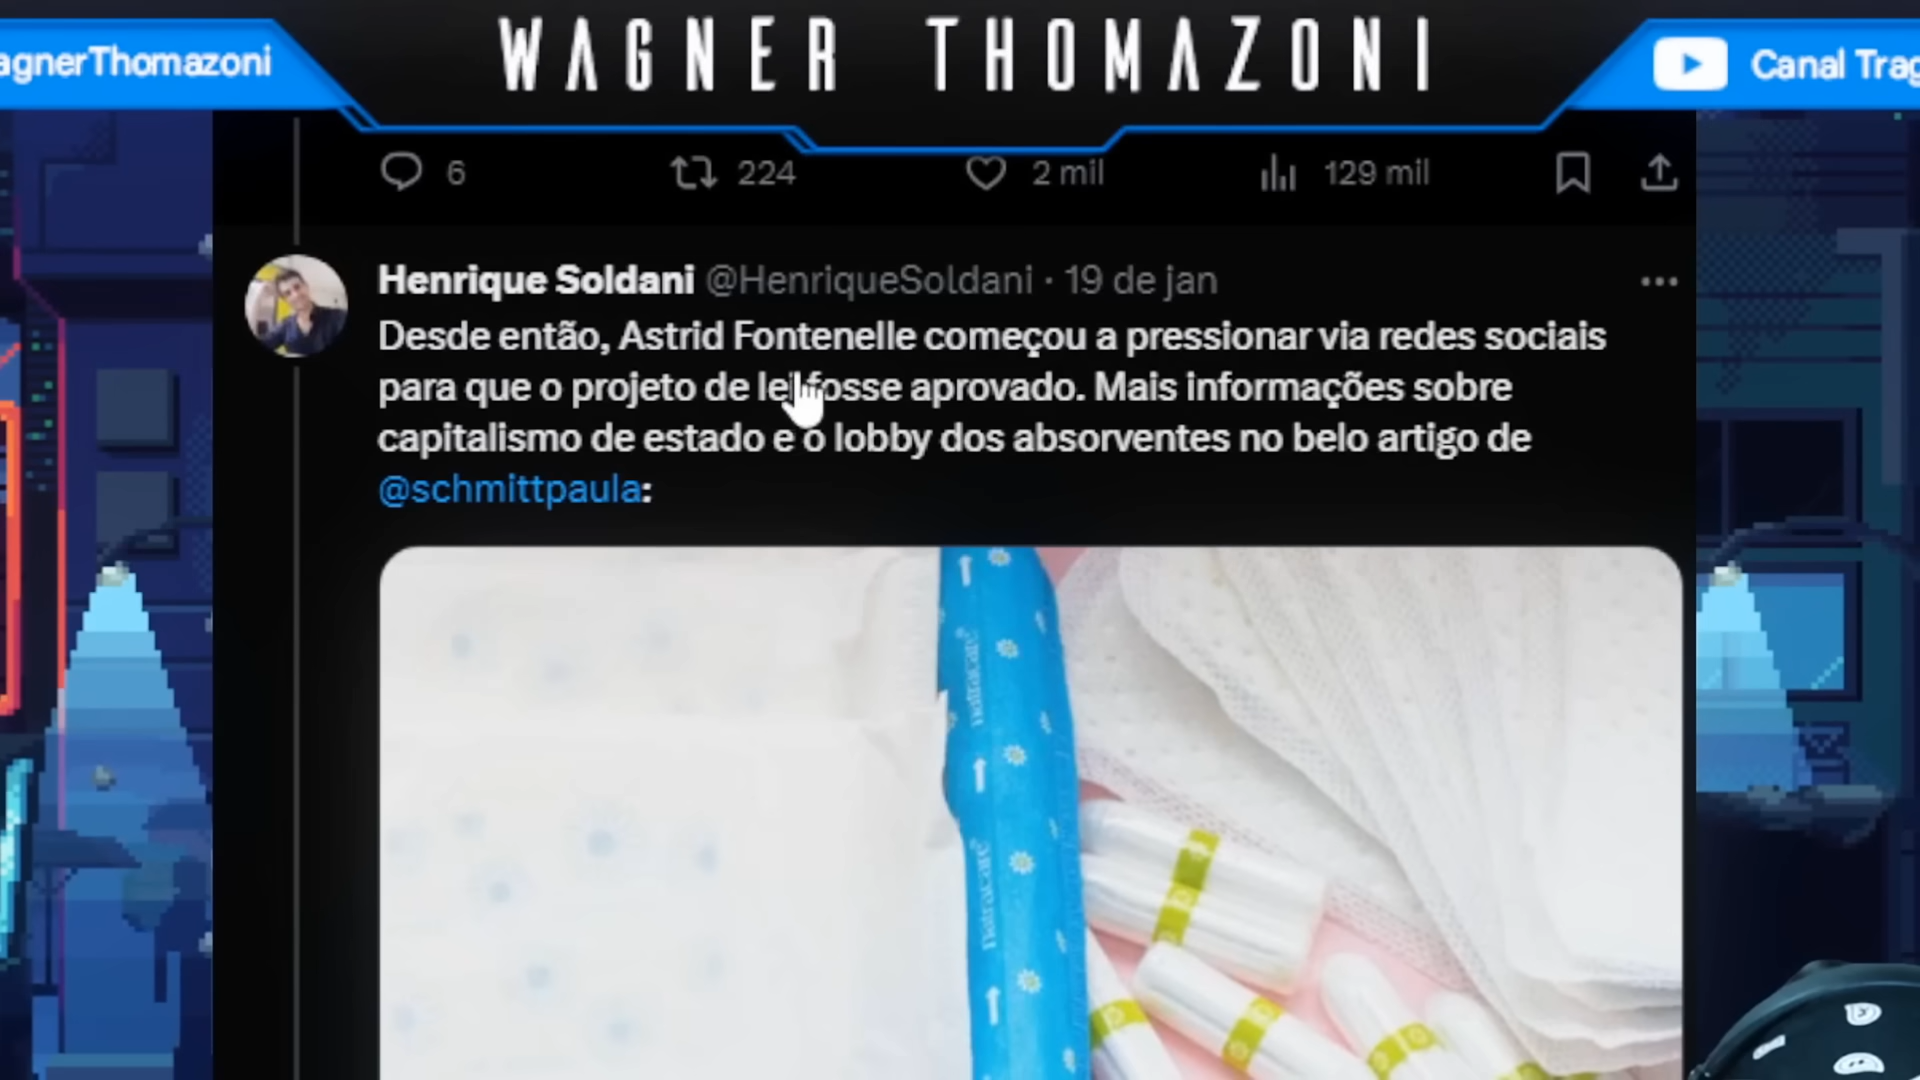 WAGNER THOMAZONI
agnerThomazoni
Canal Trag
6
224
2 mil
129 mil
Henrique Soldani @HenriqueSoldani · 19 de jan
Desde então, Astrid Fontenelle começou a pressionar via redes sociais
para que o projeto de lei fosse aprovado. Mais informações sobre
capitalismo de estado e o lobby dos absorventes no belo artigo de
@schmittpaula:
natracare
natracare